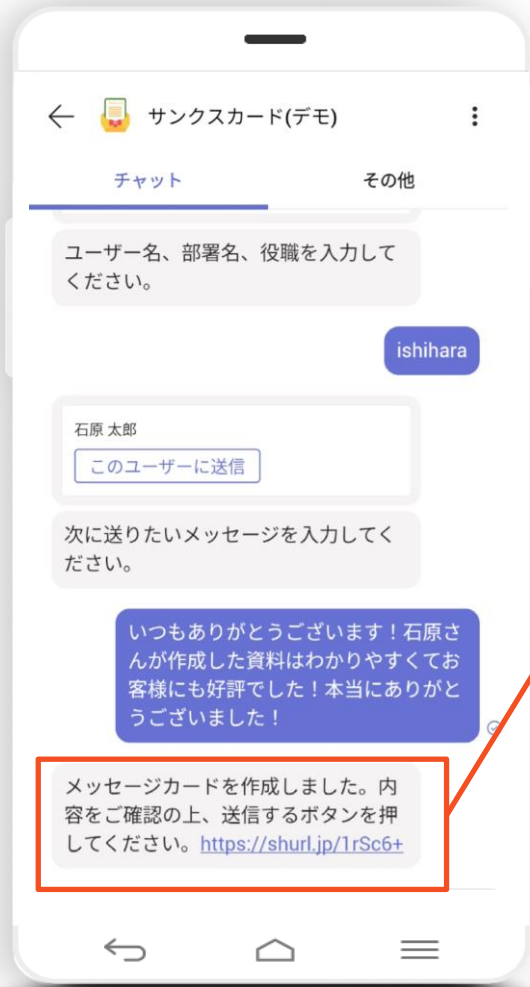 サンクスカード(デモ)
チャット
その他
ユーザー名、部署名、役職を入力して
ください。
ishihara
石原 太郎
このユーザーに送信
次に送りたいメッセージを入力してく
ださい。
いつもありがとうございます！石原さ
んが作成した資料はわかりやすくてお
客様にも好評でした！本当にありがと
うございました！
メッセージカードを作成しました。内
容をご確認の上、送信するボタンを押
してください。https://shurl.jp/1rSc6+